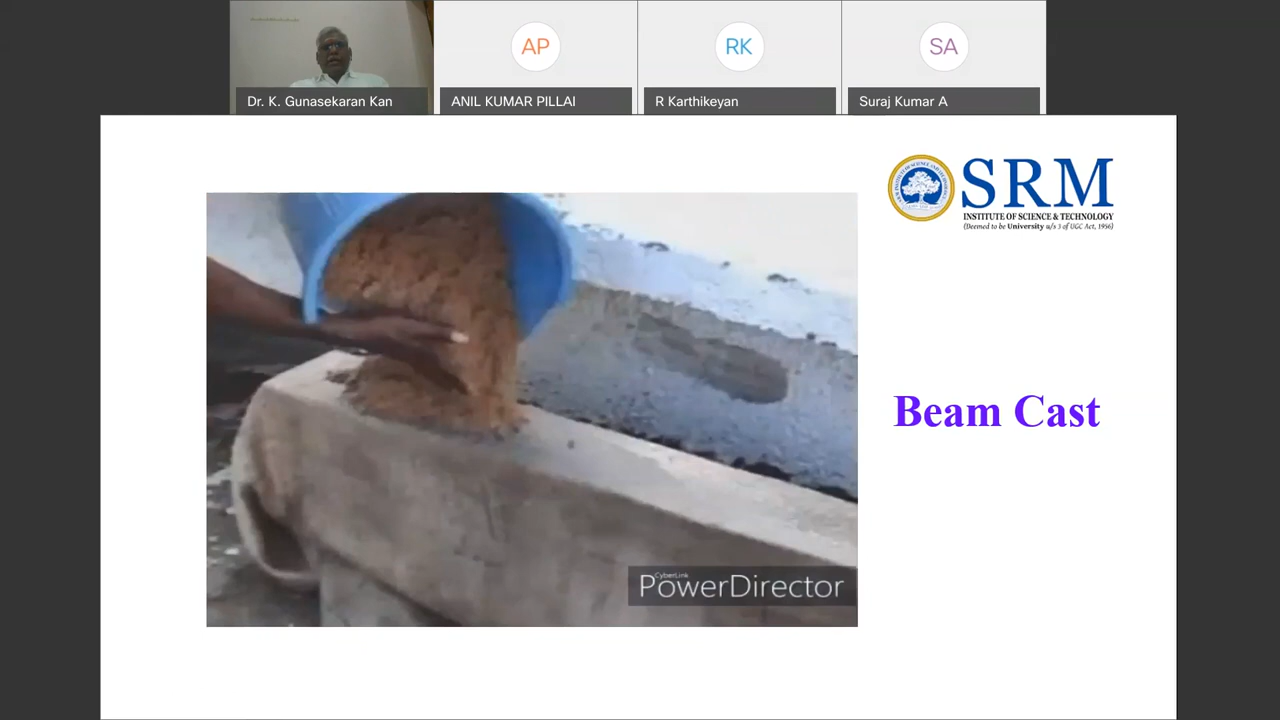 AP
RK
SA
Dr. K. Gunasekaran Kan
ANIL KUMAR PILLAI
R Karthikeyan
Suraj Kumar A
SRM
INSTITUTE OF SCIENCE & TECHNOLOGY
(Deemed to be University u/s 3 of UGC Act, 1956)
Beam Cast
CyberLink
PowerDirector